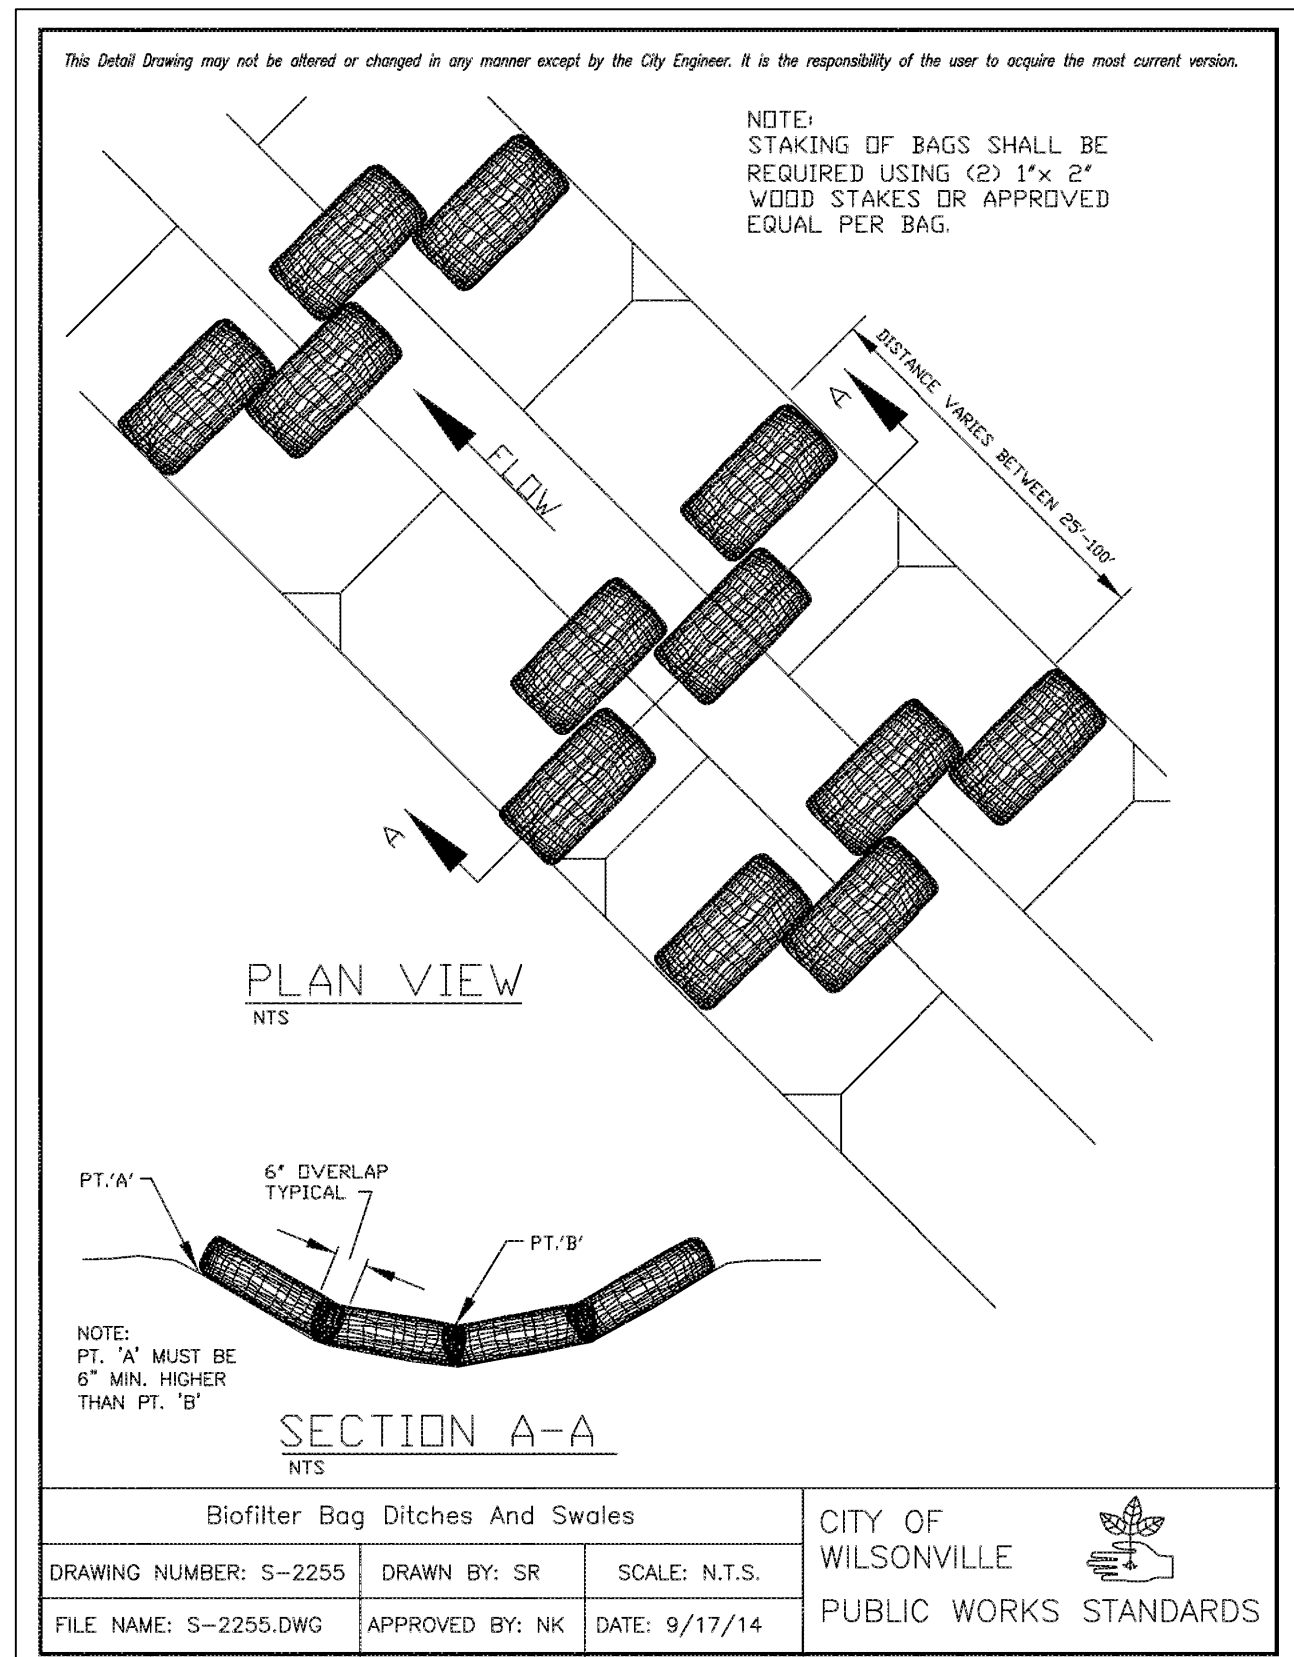 This Detail Drawing may not be altered or changed in any manner except by the City Engineer. It is the responsibility of the user to acquire the most current version.
NOTE:
STAKING OF BAGS SHALL BE
REQUIRED USING (2) 1"x 2"
WOOD STAKES OR APPROVED
EQUAL PER BAG.
DISTANCE VARIES BETWEEN 25'-100'
A
FLOW
A
PLAN VIEW
NTS
PT.'A'
6" OVERLAP
TYPICAL
PT.'B'
NOTE:
PT. 'A' MUST BE
6" MIN. HIGHER
THAN PT. 'B'
SECTION A-A
NTS
Biofilter Bag Ditches And Swales
DRAWING NUMBER: S-2255
DRAWN BY: SR
SCALE: N.T.S.
FILE NAME: S-2255.DWG
APPROVED BY: NK
DATE: 9/17/14
CITY OF
WILSONVILLE
PUBLIC WORKS STANDARDS